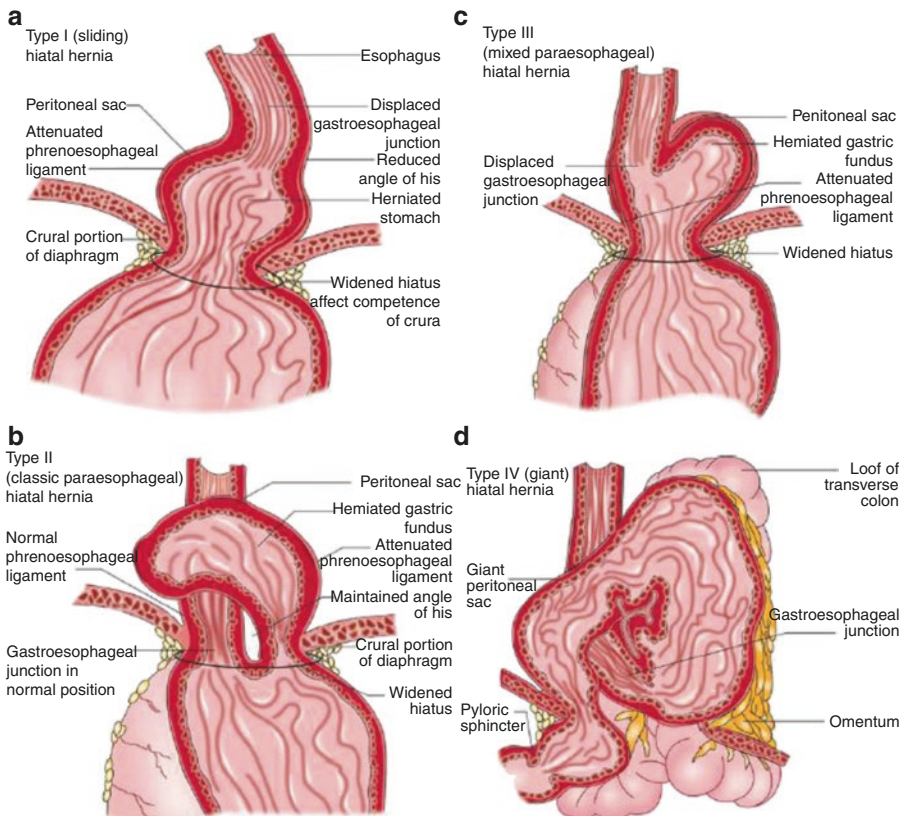 a
Type I (sliding)
hiatal hernia
Esophagus
Peritoneal sac
Displaced
gastroesophageal
junction
Attenuated
phrenoesophageal
ligament
Reduced
angle of his
Herniated
stomach
Crural portion
of diaphragm
Widened hiatus
affect competence
of crura
b
Type II
(classic paraesophageal)
hiatal hernia
Peritoneal sac
Hemiated gastric
fundus
Normal
phrenoesophageal
ligament
Attenuated
phrenoesophageal
ligament
Maintained angle
of his
Gastroesophageal
junction in
normal position
Crural portion
of diaphragm
Widened
hiatus
c
Type III
(mixed paraesophageal)
hiatal hernia
Peritoneal sac
Hemiated gastric
fundus
Displaced
gastroesophageal
junction
Attenuated
phrenoesophageal
ligament
Widened hiatus
d
Type IV (giant)
hiatal hernia
Loof of
transverse
colon
Giant
peritoneal
sac
Gastroesophageal
junction
Pyloric
sphincter
Omentum